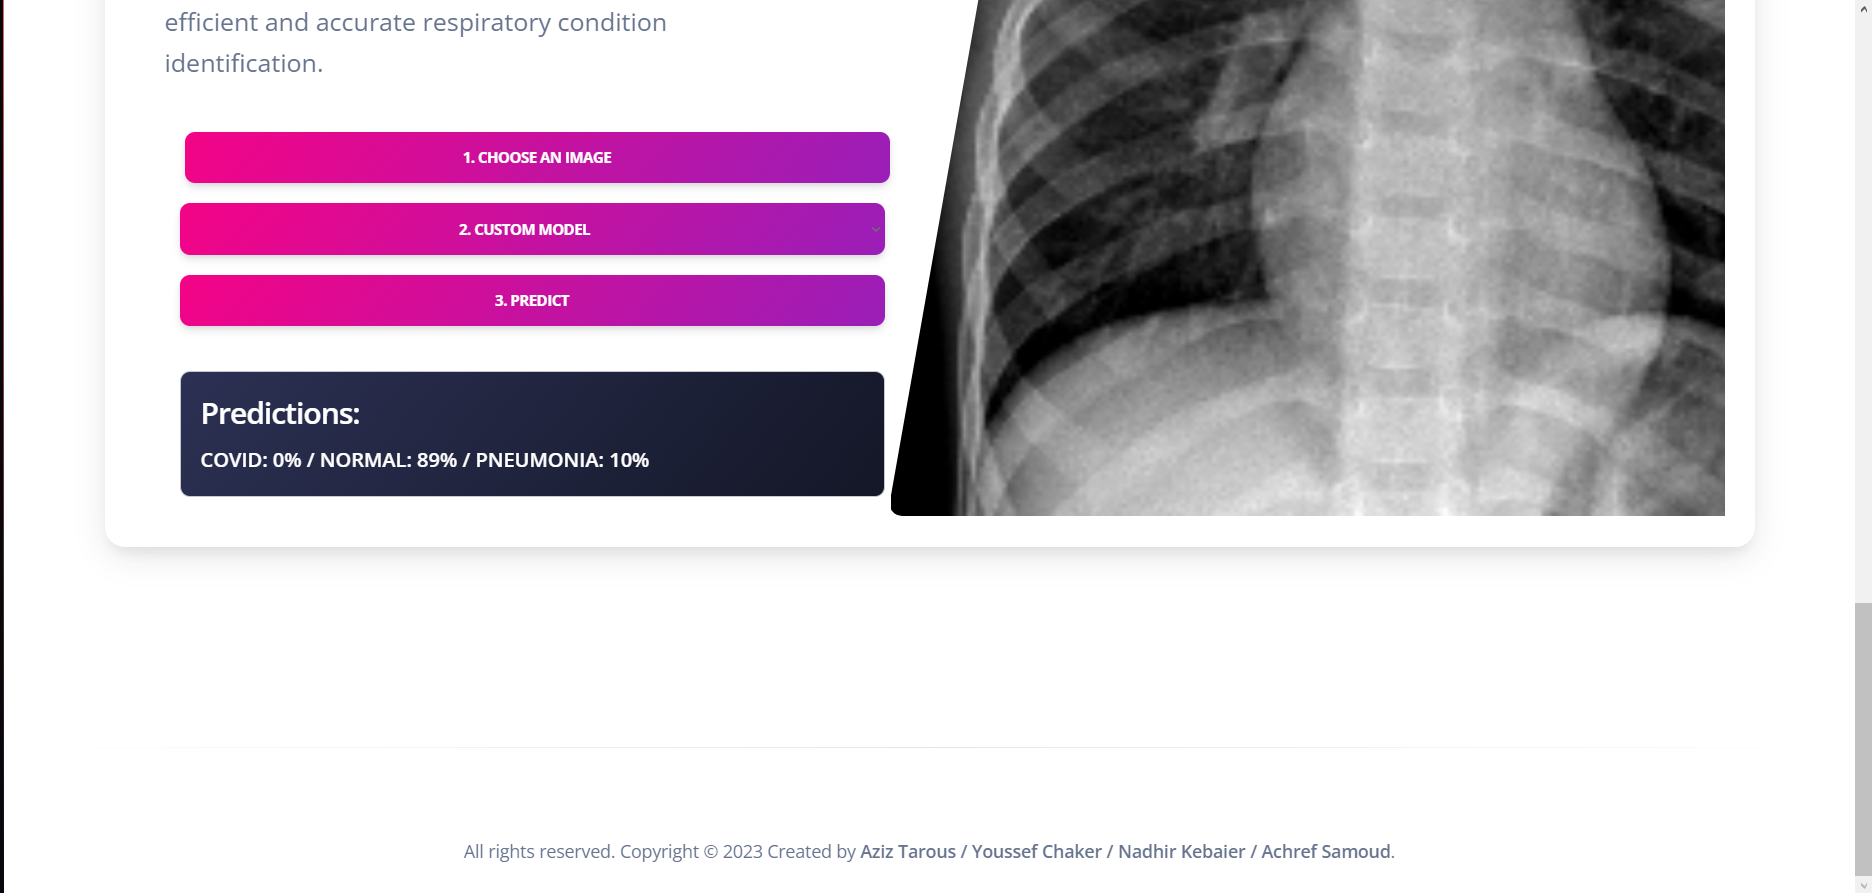 efficient and accurate respiratory condition
identification.
1. CHOOSE AN IMAGE
2. CUSTOM MODEL
3. PREDICT
Predictions:
COVID: 0% / NORMAL: 89% / PNEUMONIA: 10%
All rights reserved. Copyright © 2023 Created by Aziz Tarous / Youssef Chaker / Nadhir Kebaier / Achref Samoud.